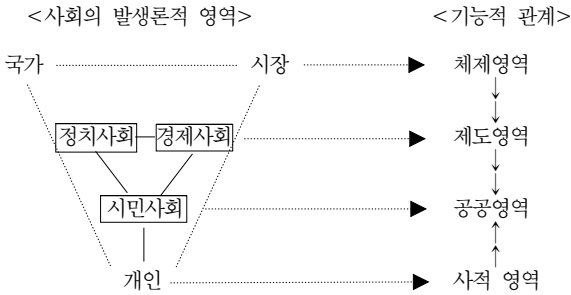 <사회의 발생론적 영역> <기능적 관계>
국가 시장 체제영역
정치사회 경제사회 제도영역
시민사회 공공영역
개인 사적 영역